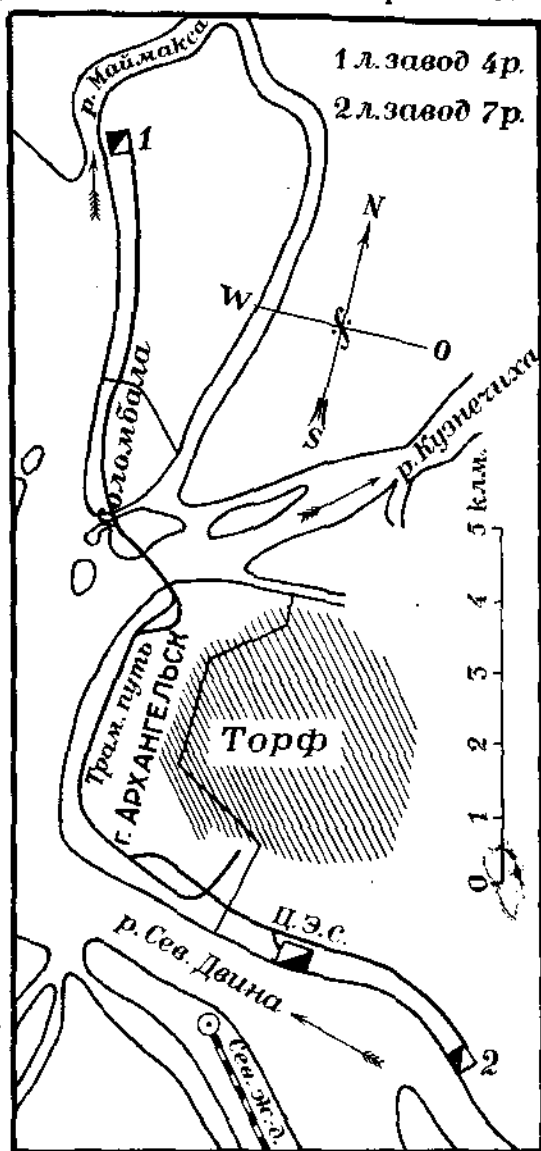 р. Маймакса
1 л. завод 4р.
2 л. завод 7р.
1
N
W
O
S
Соломбала
р. Кузнечиха
5 клм.
4
3
2
1
0
Трам. путь
г. АРХАНГЕЛЬСК
Торф
Ц.Э.С.
р. Сев. Двина
Сев. ж. д.
2